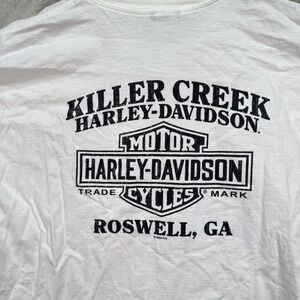 KILLER CREEK
HARLEY-DAVIDSON
MOTOR
HARLEY-DAVIDSON
TRADE MARK
CYCLES®
ROSWELL, GA